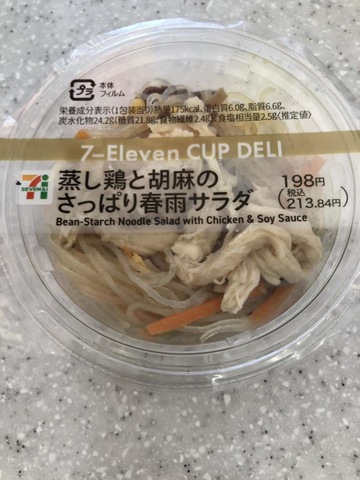 プラ
本体
フィルム
栄養成分表示(1包装当り)熱量175kcal、蛋白質6.0g、脂質6.6g、
炭水化物24.2g(糖質21.8g、食物繊維2.4g)、食塩相当量2.5g(推定値)
7-Eleven CUP DELI
7
SEVEN&i
蒸し鶏と胡麻の
さっぱり春雨サラダ
198円
(税込
213.84円)
Bean-Starch Noodle Salad with Chicken & Soy Sauce